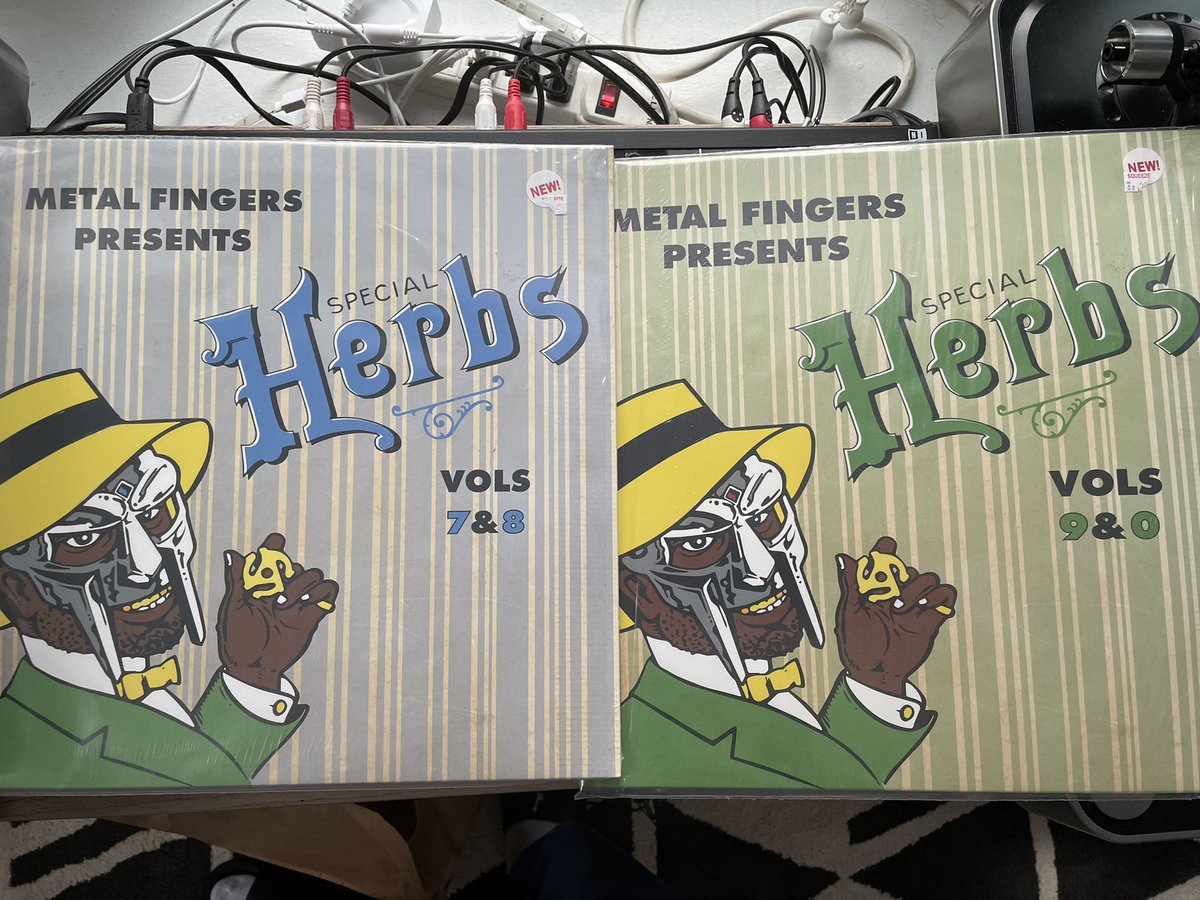 METAL FINGERS
PRESENTS
NEW!
SPECIAL
Herbs
VOLS
7&8
METAL FINGERS
PRESENTS
NEW!
SQUEEZE
SPECIAL
Herbs
VOLS
9&0